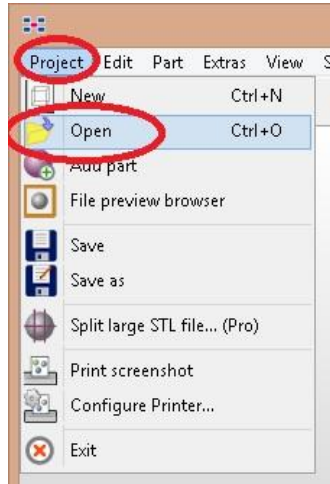 Project Edit Part Extras View S
New Ctrl+N
Open Ctrl+O
Add part
File preview browser
Save
Save as
Split large STL file... (Pro)
Print screenshot
Configure Printer...
Exit